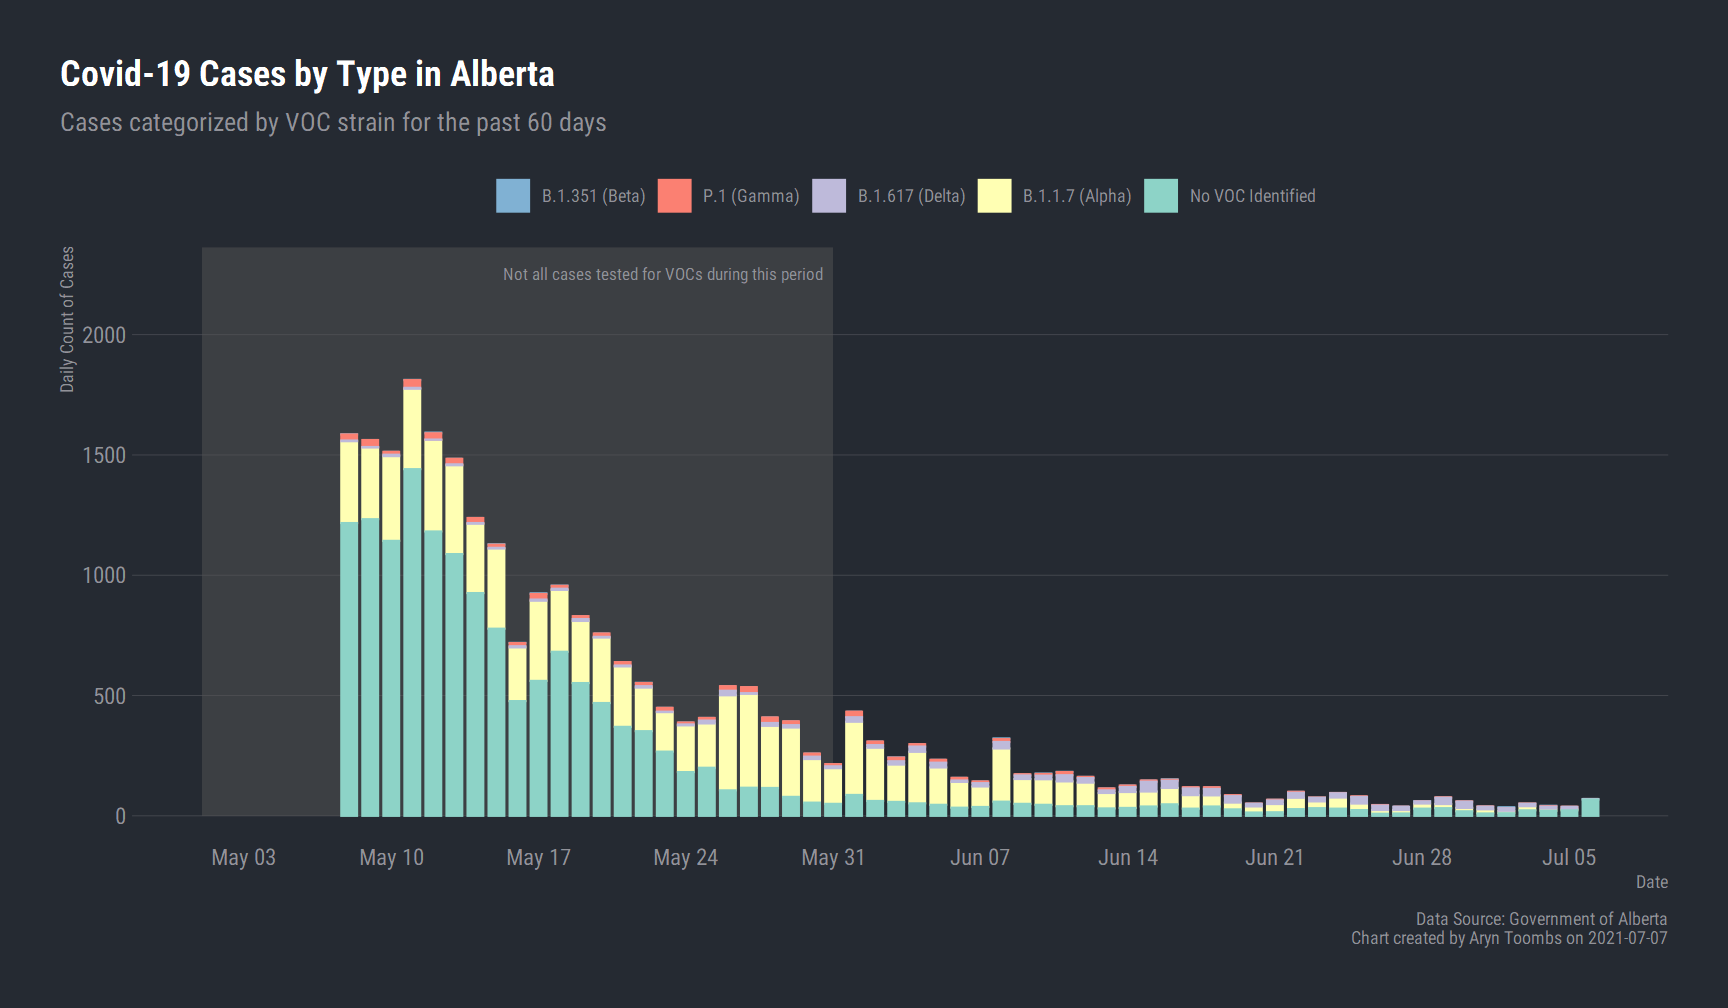 Covid-19 Cases by Type in Alberta
Cases categorized by VOC strain for the past 60 days
B.1.351 (Beta)
P.1 (Gamma)
B.1.617 (Delta)
B.1.1.7 (Alpha)
No VOC Identified
Daily Count of Cases
Not all cases tested for VOCs during this period
2000
1500
1000
500
0
May 03
May 10
May 17
May 24
May 31
Jun 07
Jun 14
Jun 21
Jun 28
Jul 05
Date
Data Source: Government of Alberta
Chart created by Aryn Toombs on 2021-07-07